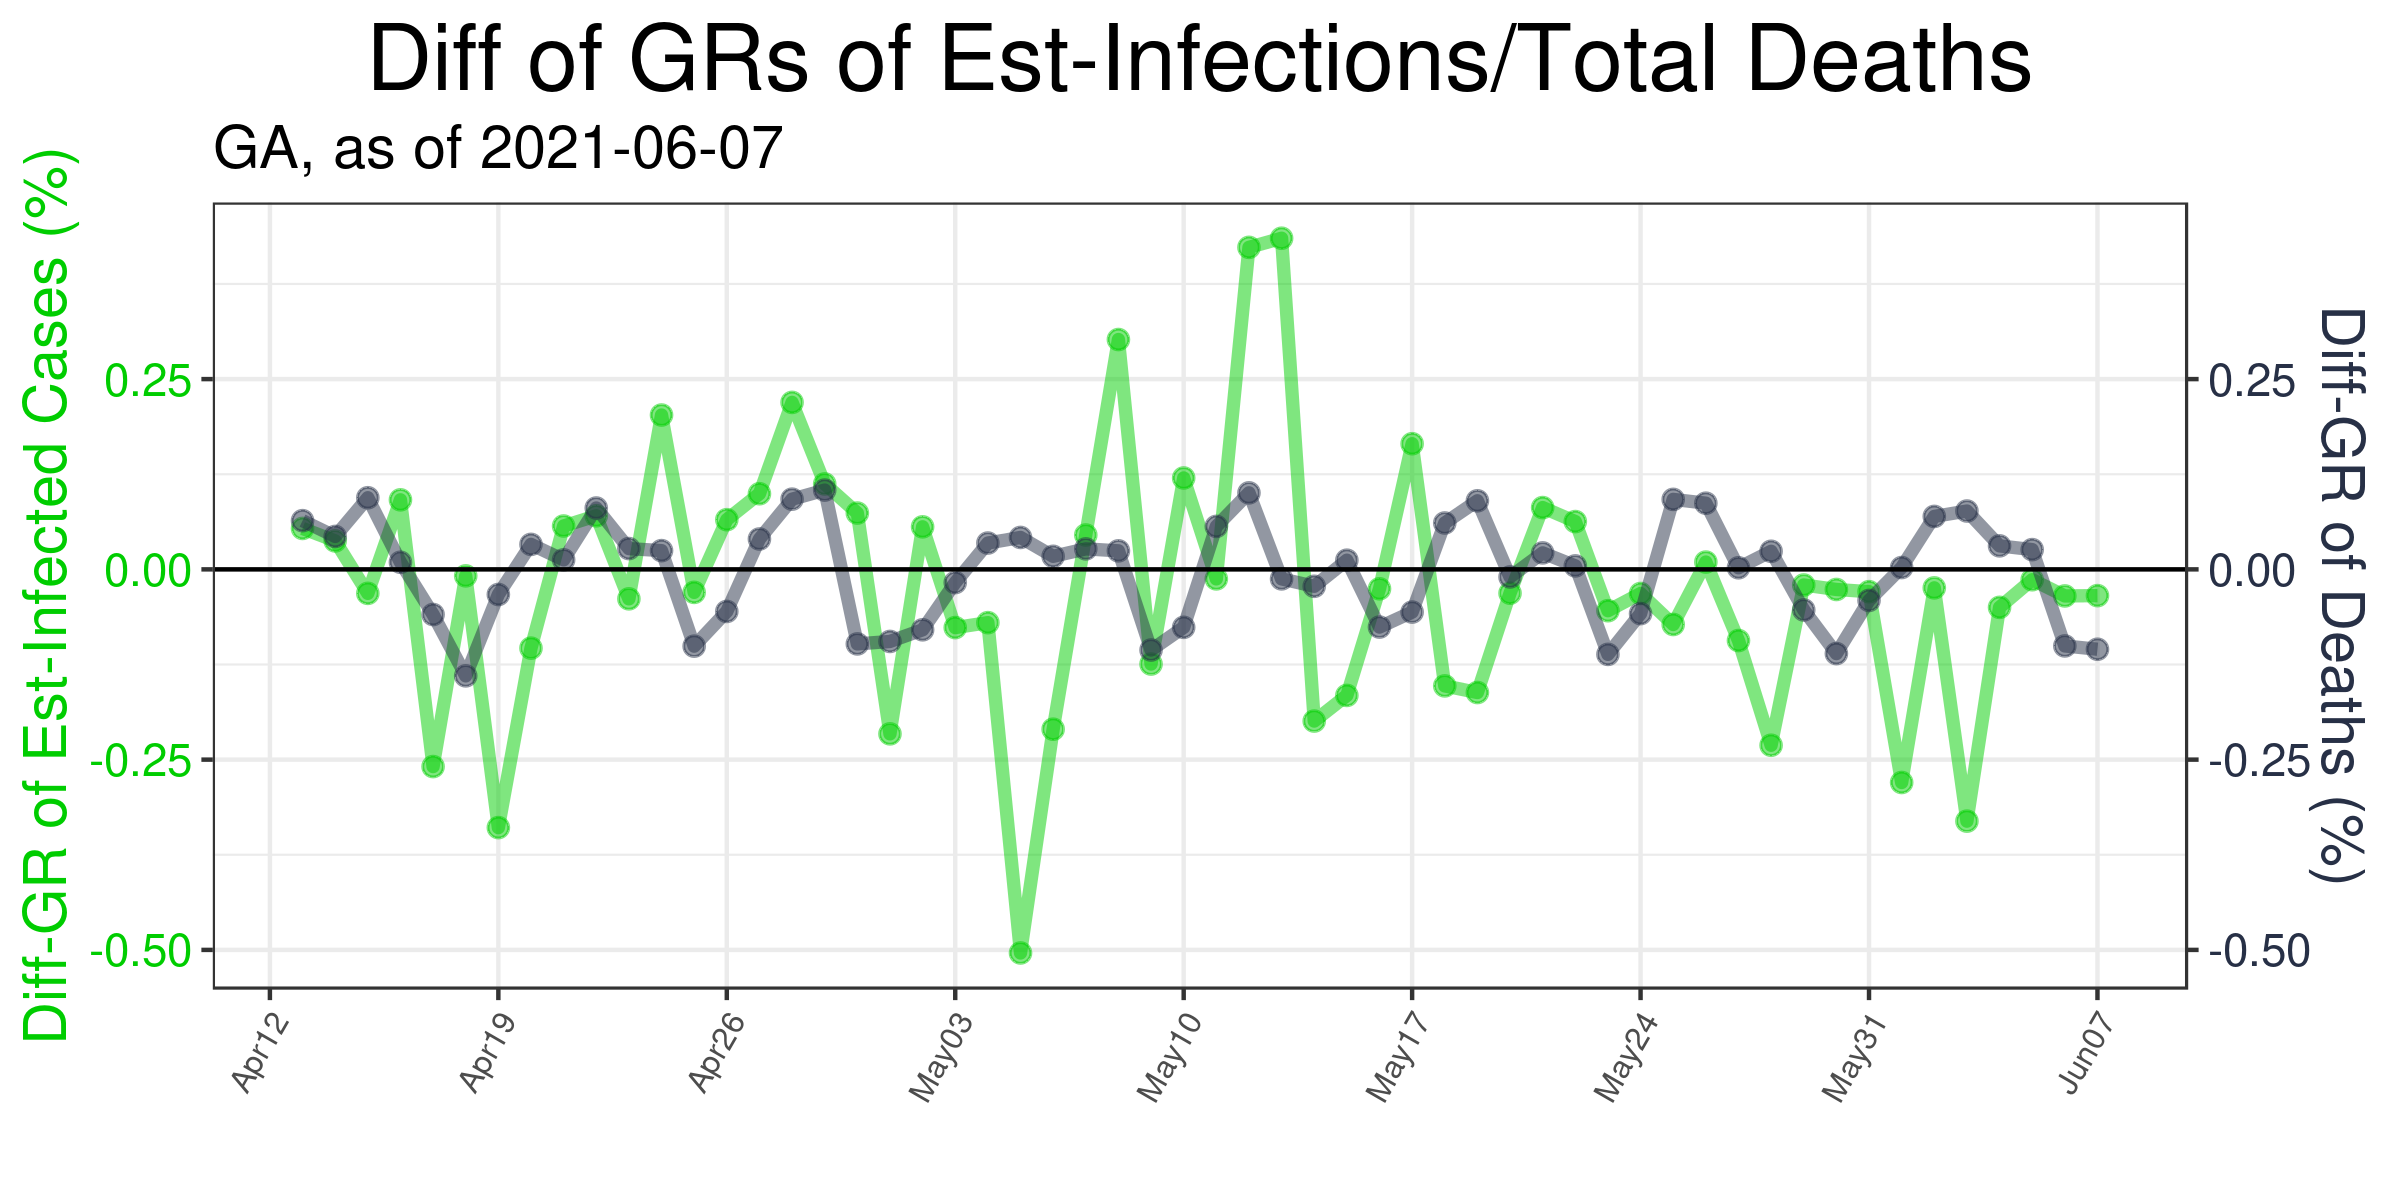 Diff of GRs of Est-Infections/Total Deaths
GA, as of 2021-06-07
Diff-GR of Est-Infected Cases (%)
0.25
0.00
-0.25
-0.50
0.25
0.00
-0.25
-0.50
Diff-GR of Deaths (%)
Apr12
Apr19
Apr26
May03
May10
May17
May24
May31
Jun07